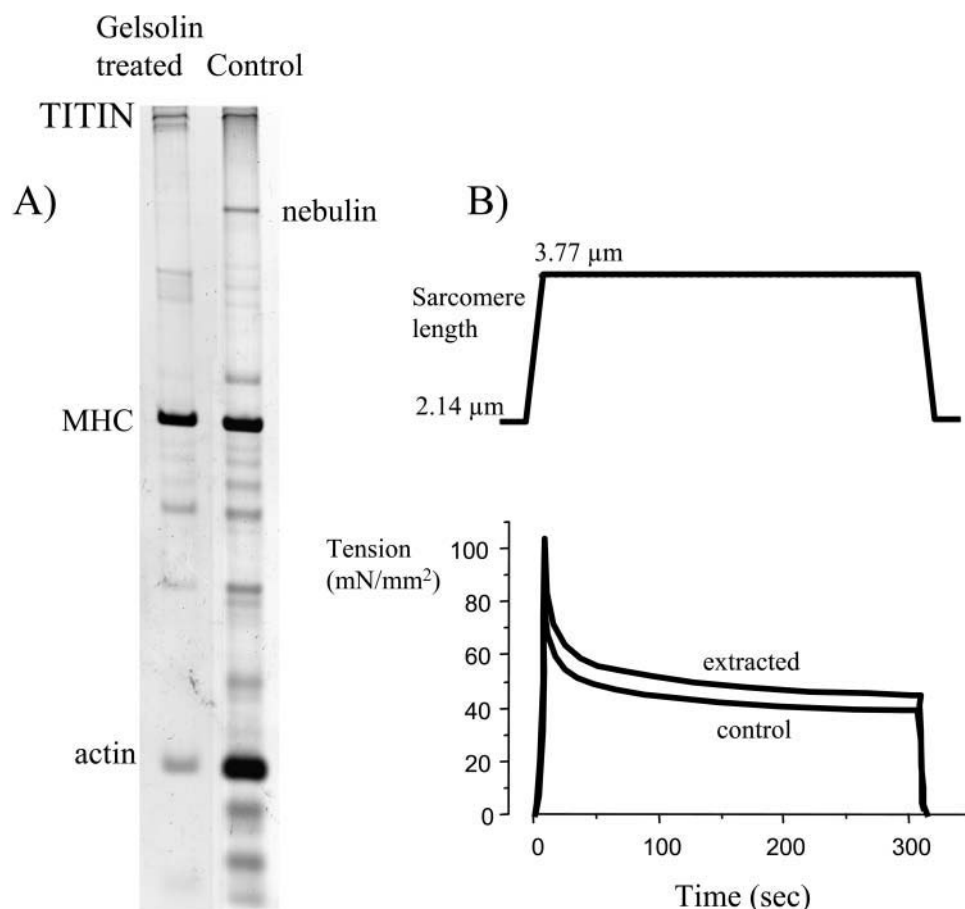 Gelsolin
treated Control
TITIN
A)
nebulin
MHC
actin
B)
3.77 µm
Sarcomere
length
2.14 µm
Tension
(mN/mm²)
100
80
60
40
20
0
extracted
control
0 100 200 300
Time (sec)